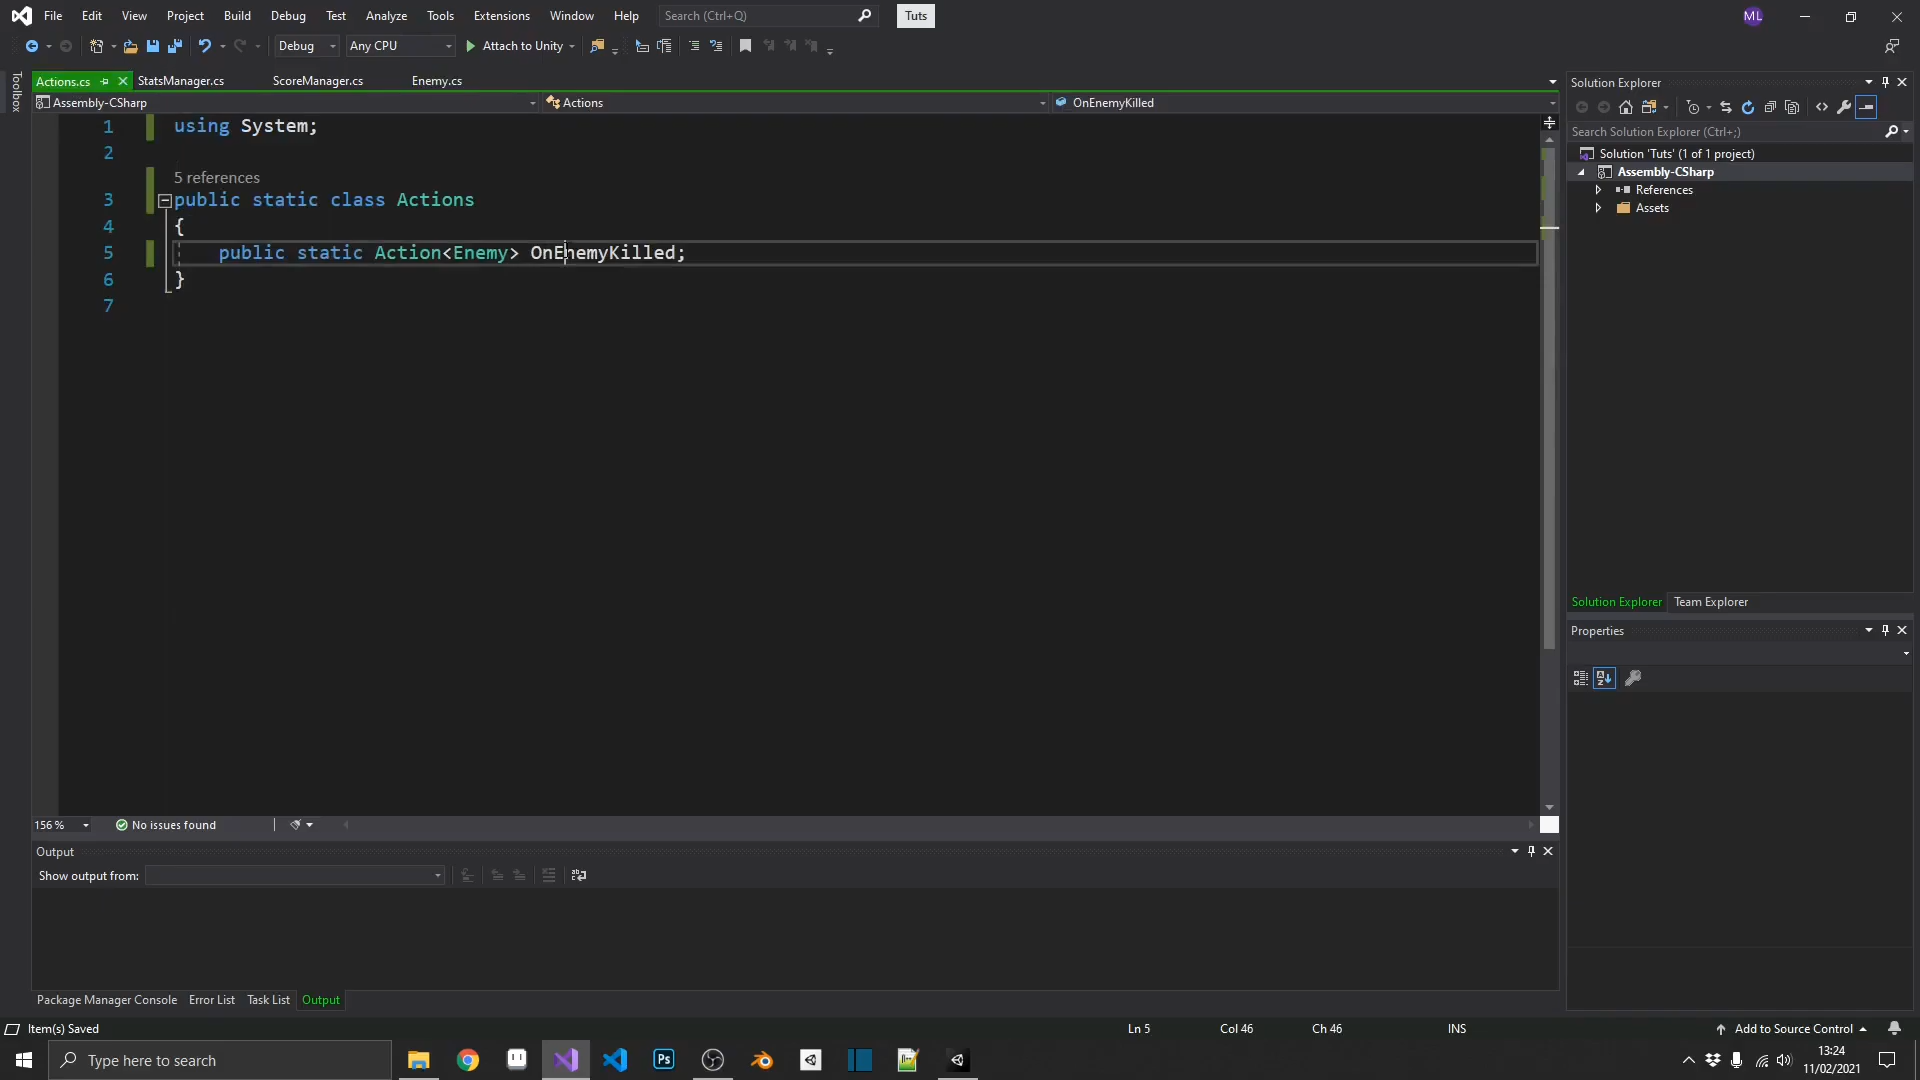 File Edit View Project Build Debug Test Analyze Tools Extensions Window Help Search (Ctrl+Q) Tuts ML
Debug Any CPU Attach to Unity
Toolbox
Actions.cs StatsManager.cs ScoreManager.cs Enemy.cs
Assembly-CSharp Actions OnEnemyKilled
1 using System;
2
5 references
3 public static class Actions
4 {
5 public static Action<Enemy> OnEnemyKilled;
6 }
7
156 % No issues found
Output
Show output from:
Package Manager Console Error List Task List Output
Solution Explorer
Search Solution Explorer (Ctrl+;)
Solution 'Tuts' (1 of 1 project)
Assembly-CSharp
References
Assets
Solution Explorer Team Explorer
Properties
Item(s) Saved Ln 5 Col 46 Ch 46 INS Add to Source Control
Type here to search Ps 13:24
11/02/2021